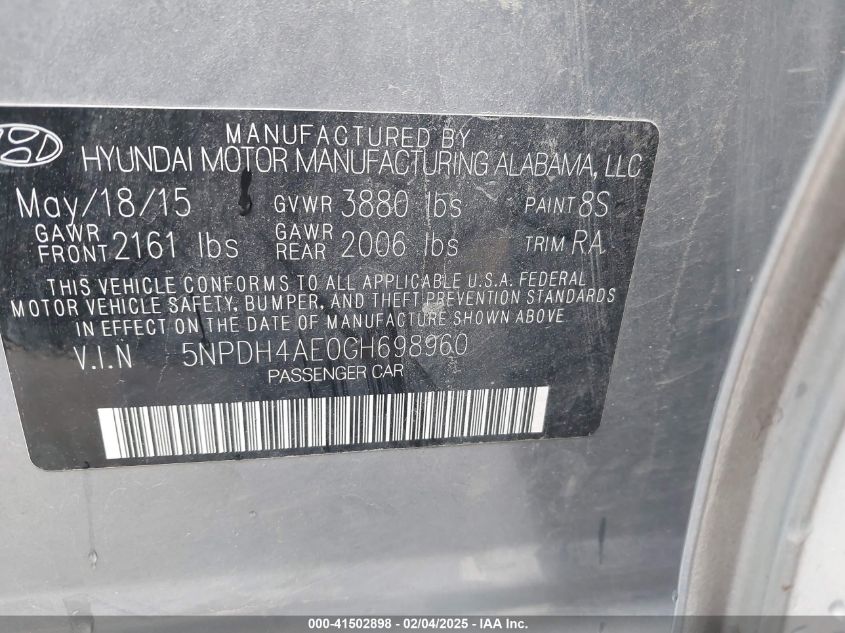 MANUFACTURED BY
HYUNDAI MOTOR MANUFACTURING ALABAMA, LLC
May/18/15 GVWR 3880 lbs PAINT 8S
GAWR FRONT 2161 lbs GAWR REAR 2006 lbs TRIM RA
THIS VEHICLE CONFORMS TO ALL APPLICABLE U.S.A. FEDERAL
MOTOR VEHICLE SAFETY, BUMPER, AND THEFT PREVENTION STANDARDS
IN EFFECT ON THE DATE OF MANUFACTURE SHOWN ABOVE
V.I.N 5NPDH4AE0GH698960
PASSENGER CAR
000-41502898 - 02/04/2025 - IAAI.COM